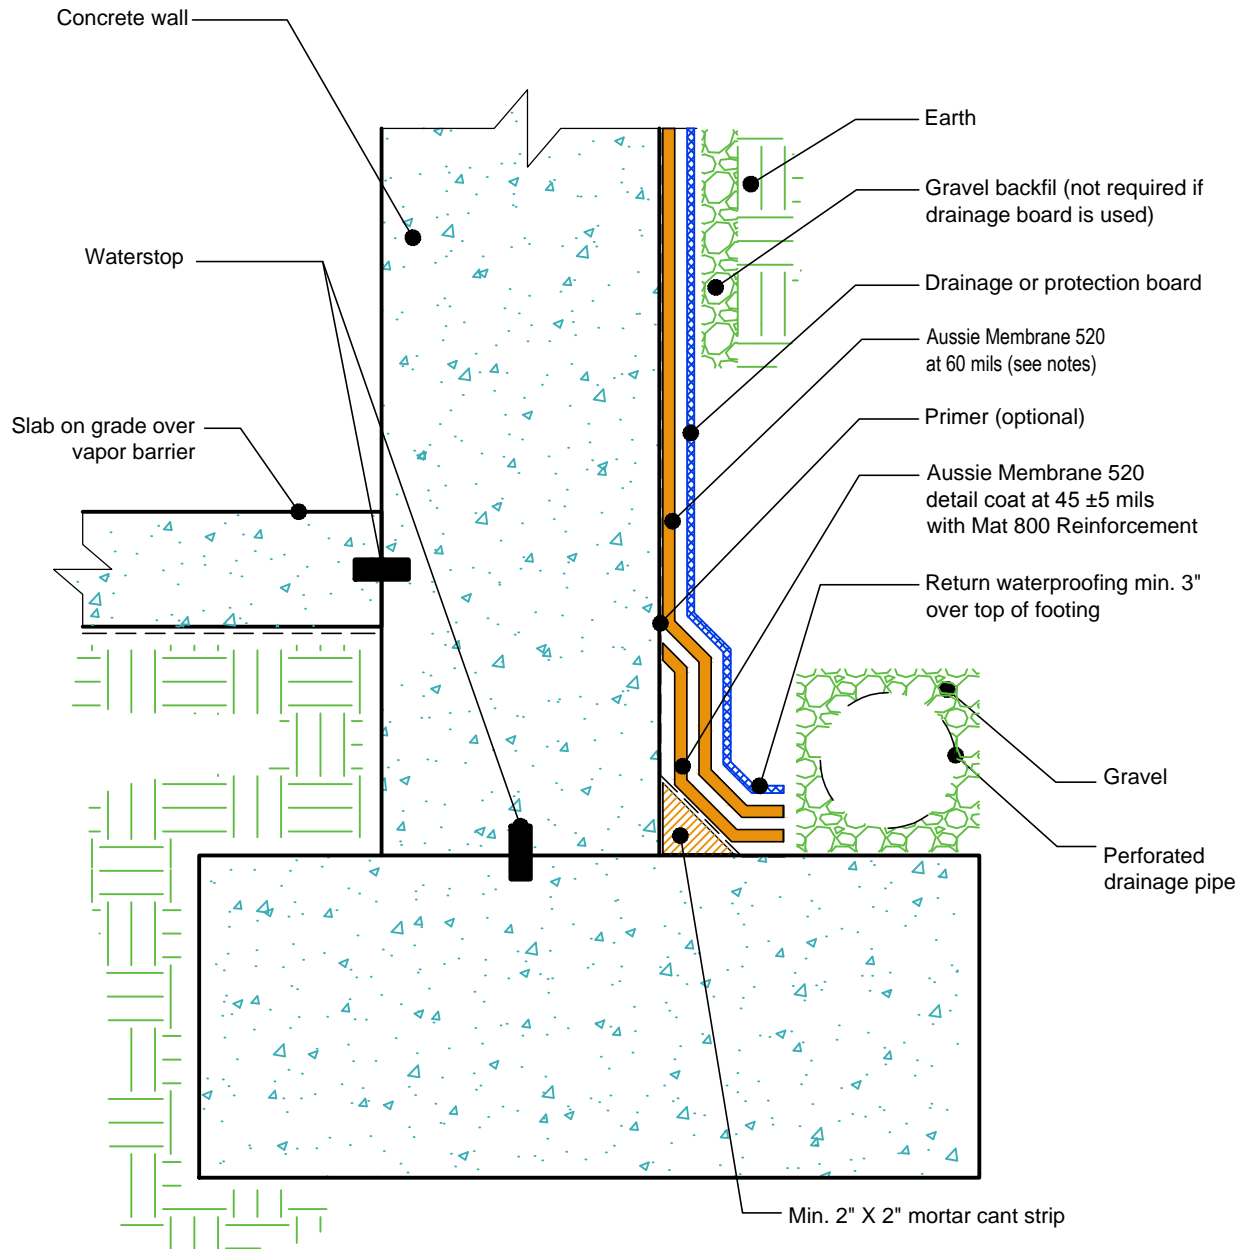 Concrete wall
Earth
Gravel backfil (not required if
drainage board is used)
Waterstop
Drainage or protection board
Aussie Membrane 520
at 60 mils (see notes)
Primer (optional)
Slab on grade over
vapor barrier
Aussie Membrane 520
detail coat at 45 ±5 mils
with Mat 800 Reinforcement
Return waterproofing min. 3"
over top of footing
Gravel
Perforated
drainage pipe
Min. 2" X 2" mortar cant strip